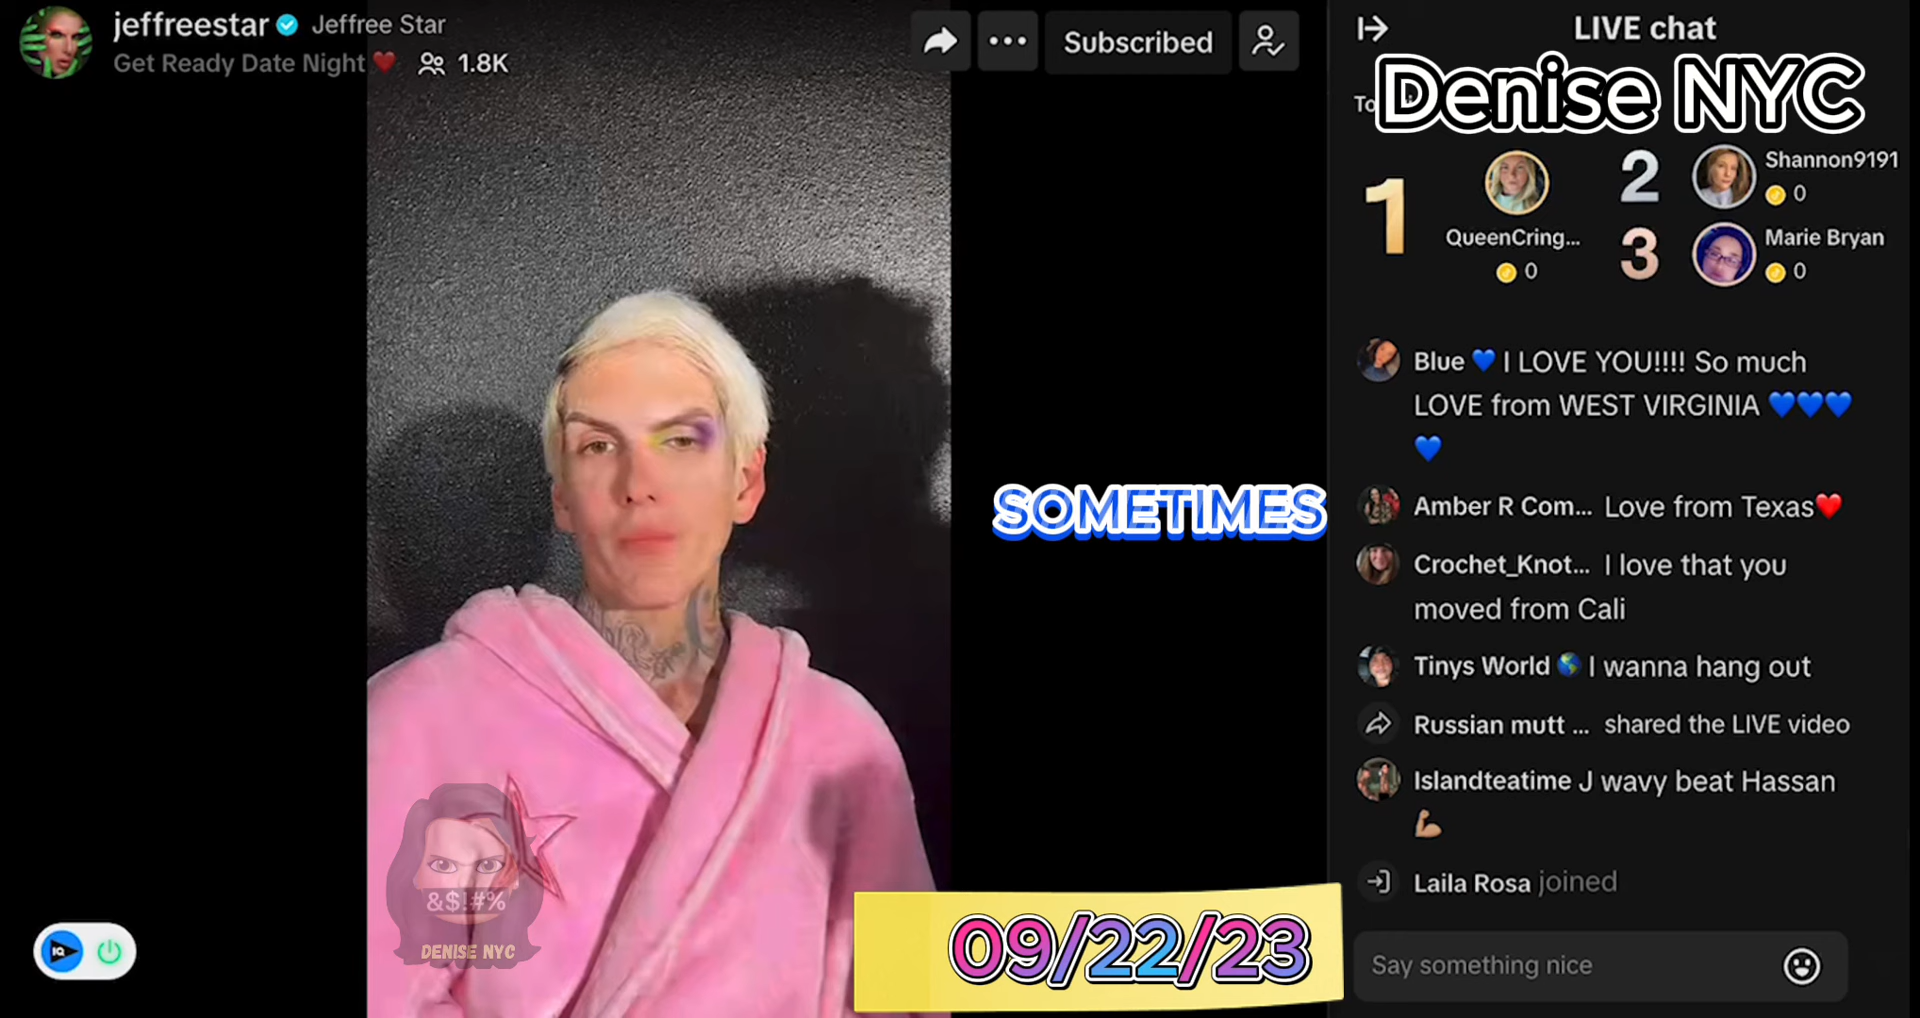 jeffreestar Jeffree Star
Get Ready Date Night 1.8K
Subscribed
LIVE chat
Denise NYC
1
QueenCring...
0
2
Shannon9191
0
3
Marie Bryan
0
Blue 💙 I LOVE YOU!!!! So much
LOVE from WEST VIRGINIA 💙💙💙
💙
Amber R Com... Love from Texas❤️
Crochet_Knot... I love that you
moved from Cali
Tinys World 🌎 I wanna hang out
Russian mutt ... shared the LIVE video
Islandteatime J wavy beat Hassan
💪🏼
Laila Rosa joined
Say something nice
SOMETIMES
09/22/23
&$!#%
DENISE NYC
IQ